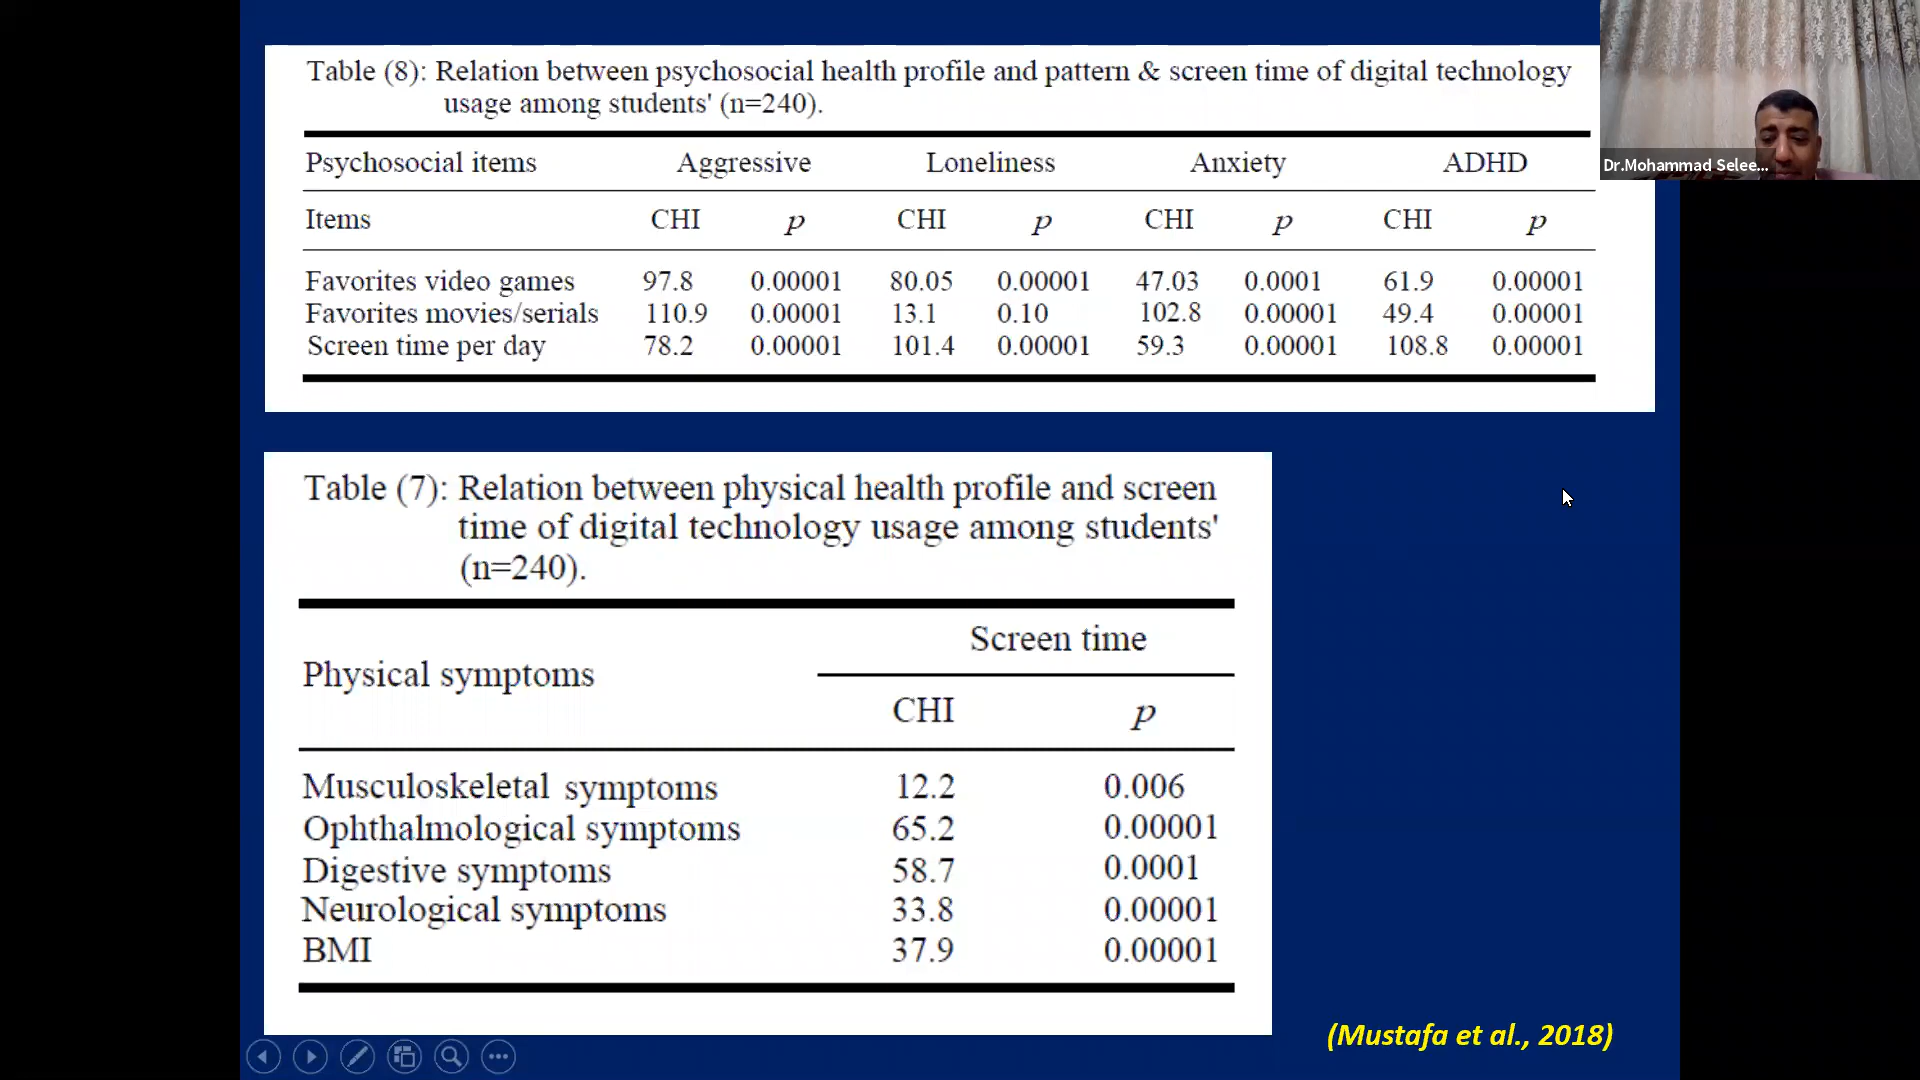 Table (8): Relation between psychosocial health profile and pattern & screen time of digital technology
usage among students' (n=240).
Dr.Mohammad Selee...
Psychosocial items Aggressive Loneliness Anxiety ADHD
Items CHI p CHI p CHI p CHI p
Favorites video games 97.8 0.00001 80.05 0.00001 47.03 0.0001 61.9 0.00001
Favorites movies/serials 110.9 0.00001 13.1 0.10 102.8 0.00001 49.4 0.00001
Screen time per day 78.2 0.00001 101.4 0.00001 59.3 0.00001 108.8 0.00001
Table (7): Relation between physical health profile and screen
time of digital technology usage among students'
(n=240).
Screen time
Physical symptoms
CHI p
Musculoskeletal symptoms 12.2 0.006
Ophthalmological symptoms 65.2 0.00001
Digestive symptoms 58.7 0.0001
Neurological symptoms 33.8 0.00001
BMI 37.9 0.00001
(Mustafa et al., 2018)